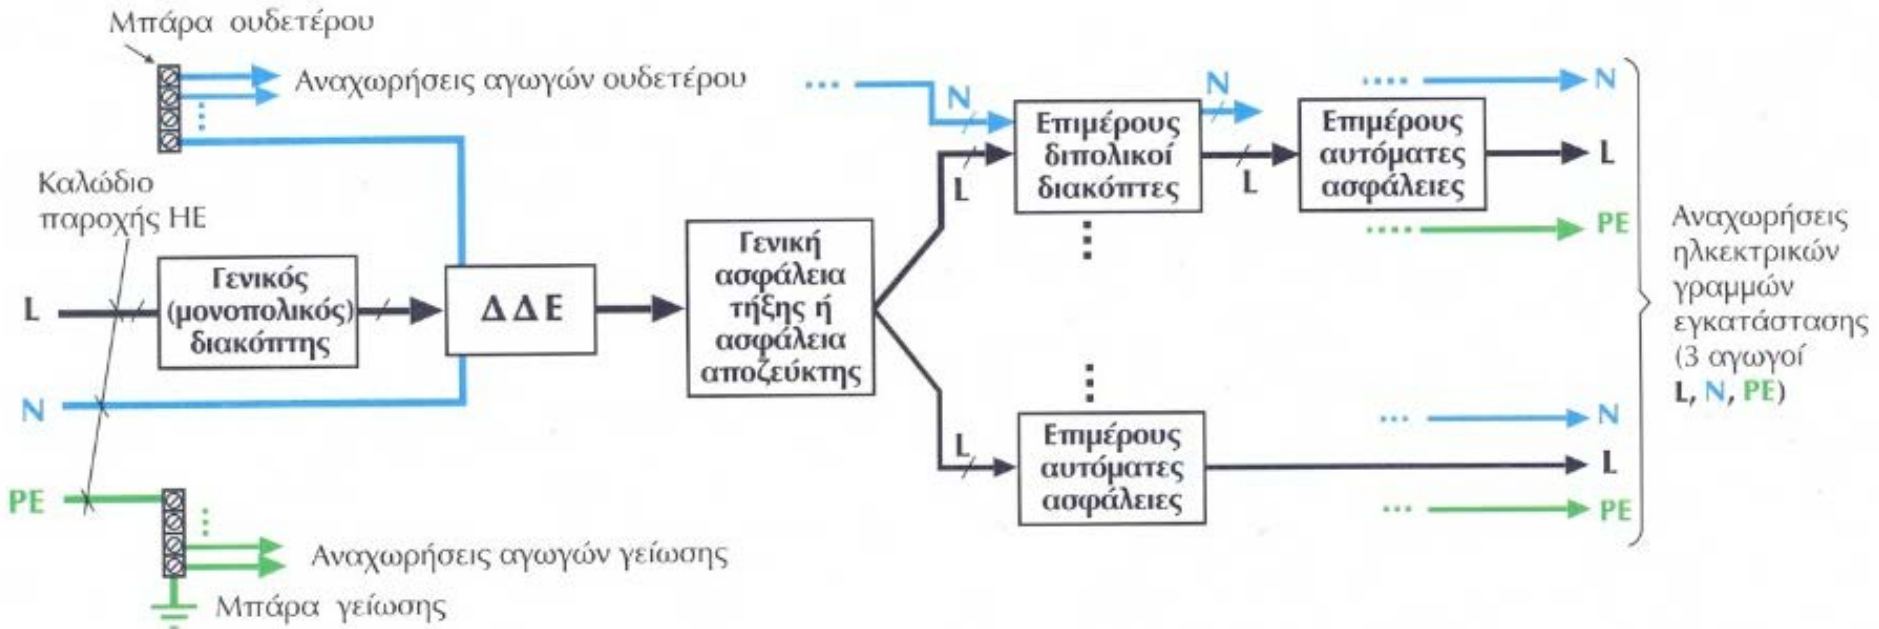 Μπάρα ουδετέρου
Αναχωρήσεις αγωγών ουδετέρου
N
N
N
Επιμέρους
διπολικοί
διακόπτες
Επιμέρους
αυτόματες
ασφάλειες
L
L
L
PE
Καλώδιο
παροχής ΗΕ
L
Γενικός
(μονοπολικός)
διακόπτης
ΔΔΕ
Γενική
ασφάλεια
τήξης ή
ασφάλεια
αποζεύκτης
Αναχωρήσεις
ηλκεκτρικών
γραμμών
εγκατάστασης
(3 αγωγοί
L, N, PE)
N
L
Επιμέρους
αυτόματες
ασφάλειες
N
L
PE
PE
Αναχωρήσεις αγωγών γείωσης
Μπάρα γείωσης